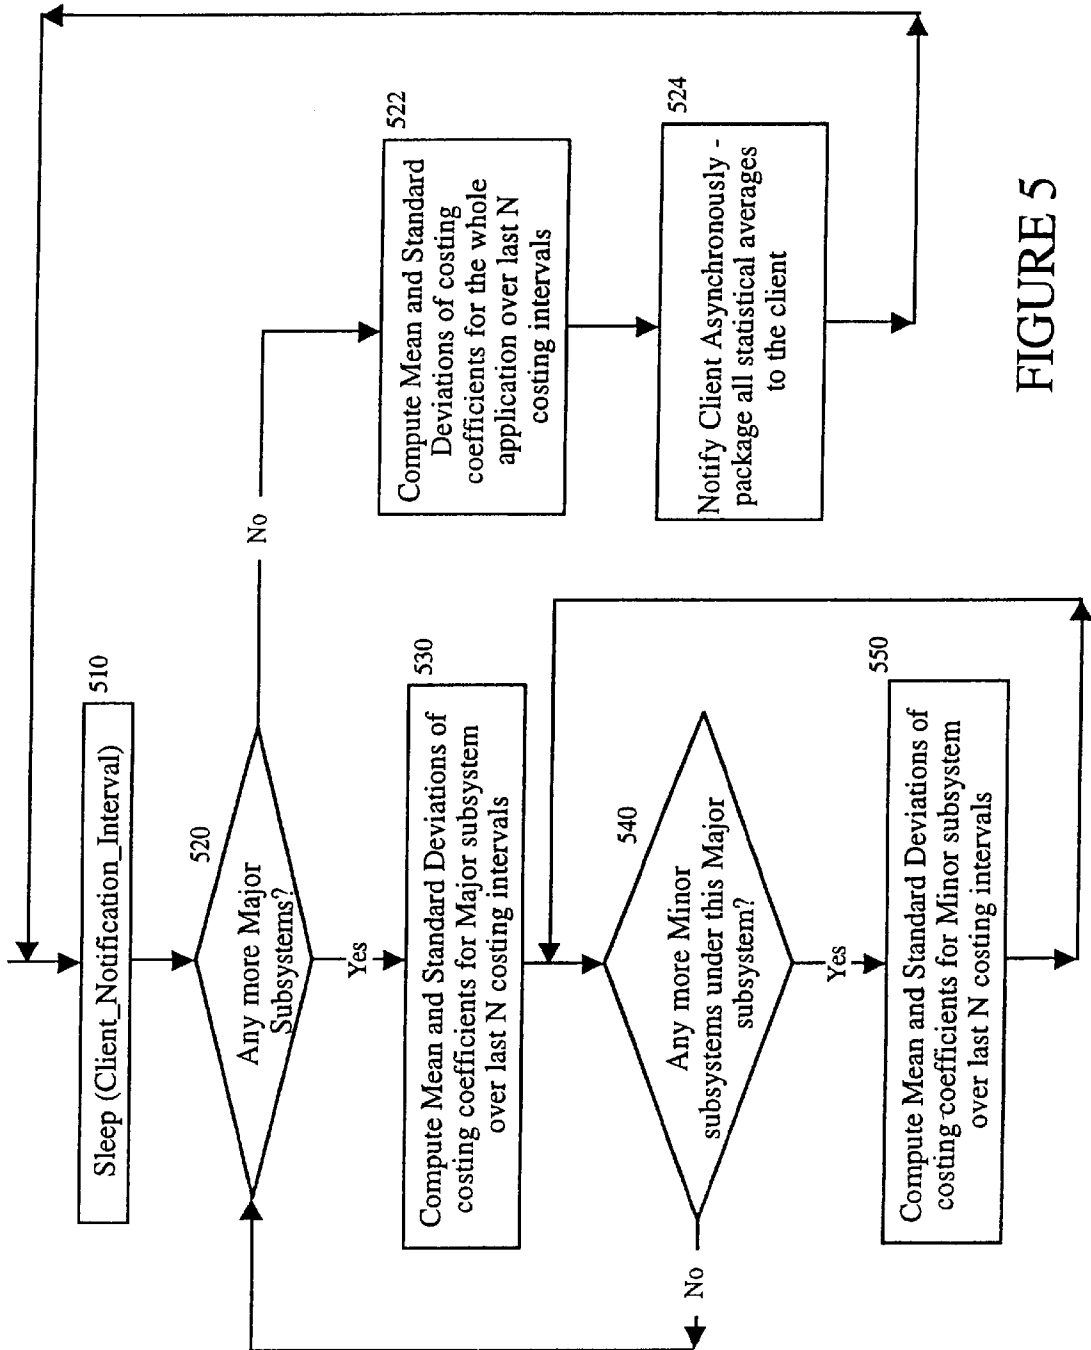 510
Sleep (Client_Notification_Interval)
520
Any more Major
Subsystems?
No
Yes
522
Compute Mean and Standard
Deviations of costing
coefficients for the whole
application over last N
costing intervals
524
Notify Client Asynchronously -
package all statistical averages
to the client
530
Compute Mean and Standard Deviations of
costing coefficients for Major subsystem
over last N costing intervals
540
Any more Minor
subsystems under this Major
subsystem?
No
Yes
550
Compute Mean and Standard Deviations of
costing coefficients for Minor subsystem
over last N costing intervals
FIGURE 5